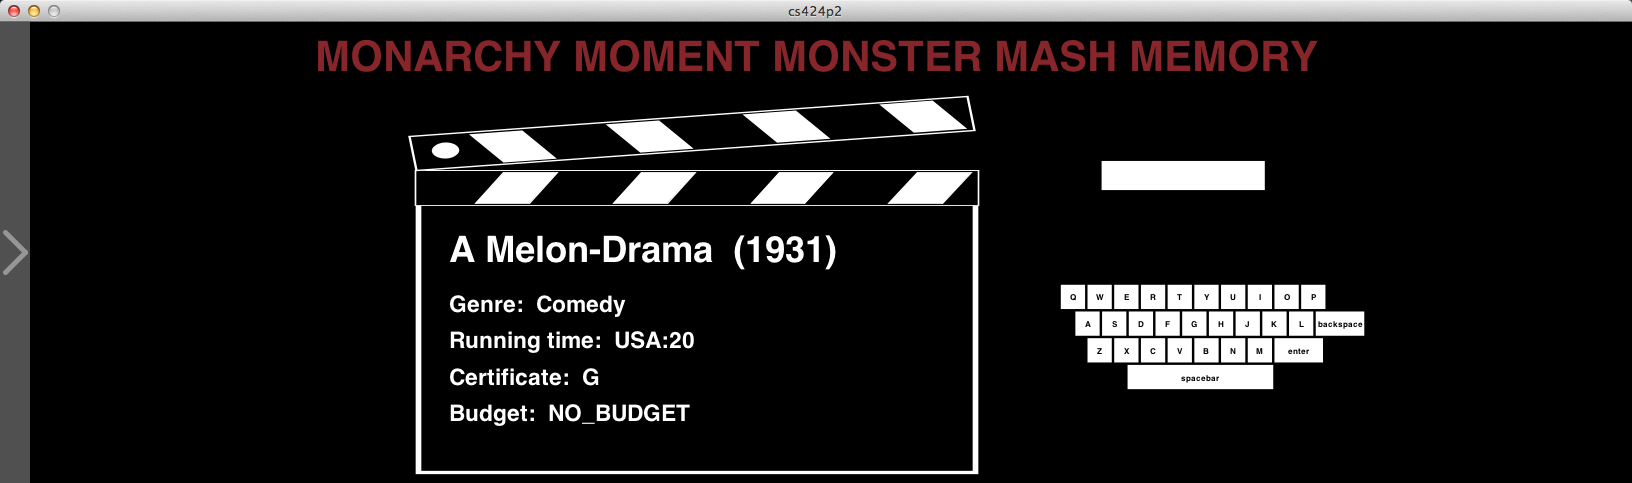 cs424p2
MONARCHY MOMENT MONSTER MASH MEMORY
A Melon-Drama (1931)
Genre: Comedy
Running time: USA:20
Certificate: G
Budget: NO_BUDGET
Q W E R T Y U I O P
A S D F G H J K L backspace
Z X C V B N M enter
spacebar